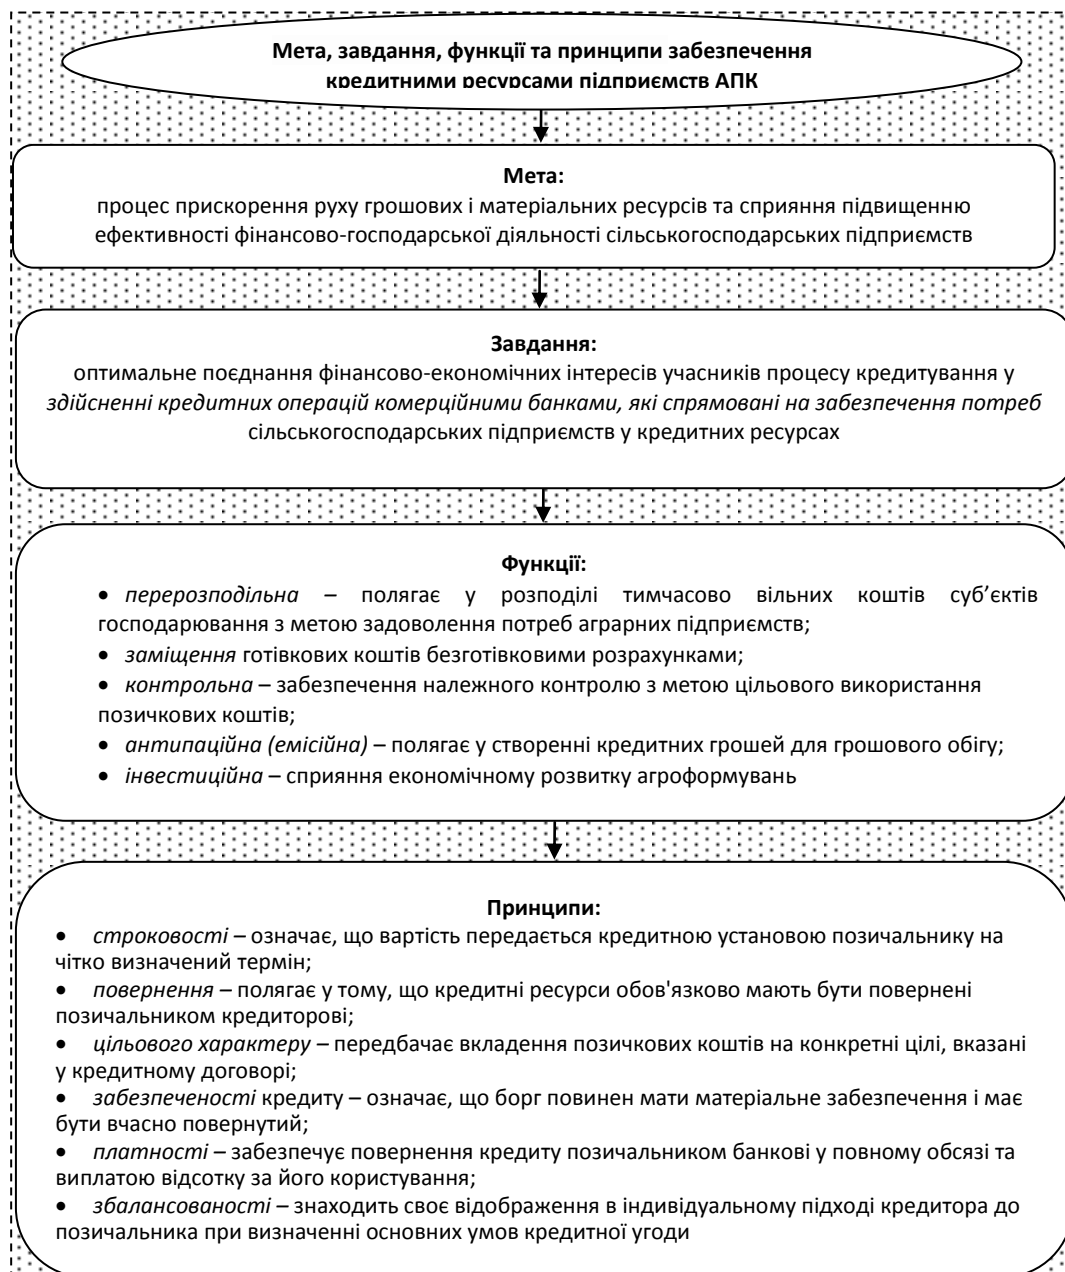 Мета, завдання, функції та принципи забезпечення
кредитними ресурсами підприємств АПК
Мета:
процес прискорення руху грошових і матеріальних ресурсів та сприяння підвищенню
ефективності фінансово-господарської діяльності сільськогосподарських підприємств
Завдання:
оптимальне поєднання фінансово-економічних інтересів учасників процесу кредитування у
здійсненні кредитних операцій комерційними банками, які спрямовані на забезпечення потреб
сільськогосподарських підприємств у кредитних ресурсах
Функції:
• перерозподільна – полягає у розподілі тимчасово вільних коштів суб’єктів
господарювання з метою задоволення потреб аграрних підприємств;
• заміщення готівкових коштів безготівковими розрахунками;
• контрольна – забезпечення належного контролю з метою цільового використання
позичкових коштів;
• антипаційна (емісійна) – полягає у створенні кредитних грошей для грошового обігу;
• інвестиційна – сприяння економічному розвитку агроформувань
Принципи:
• строковості – означає, що вартість передається кредитною установою позичальнику на
чітко визначений термін;
• повернення – полягає у тому, що кредитні ресурси обов'язково мають бути повернені
позичальником кредиторові;
• цільового характеру – передбачає вкладення позичкових коштів на конкретні цілі, вказані
у кредитному договорі;
• забезпеченості кредиту – означає, що борг повинен мати матеріальне забезпечення і має
бути вчасно повернутий;
• платності – забезпечує повернення кредиту позичальником банкові у повному обсязі та
виплатою відсотку за його користування;
• збалансованості – знаходить своє відображення в індивідуальному підході кредитора до
позичальника при визначенні основних умов кредитної угоди